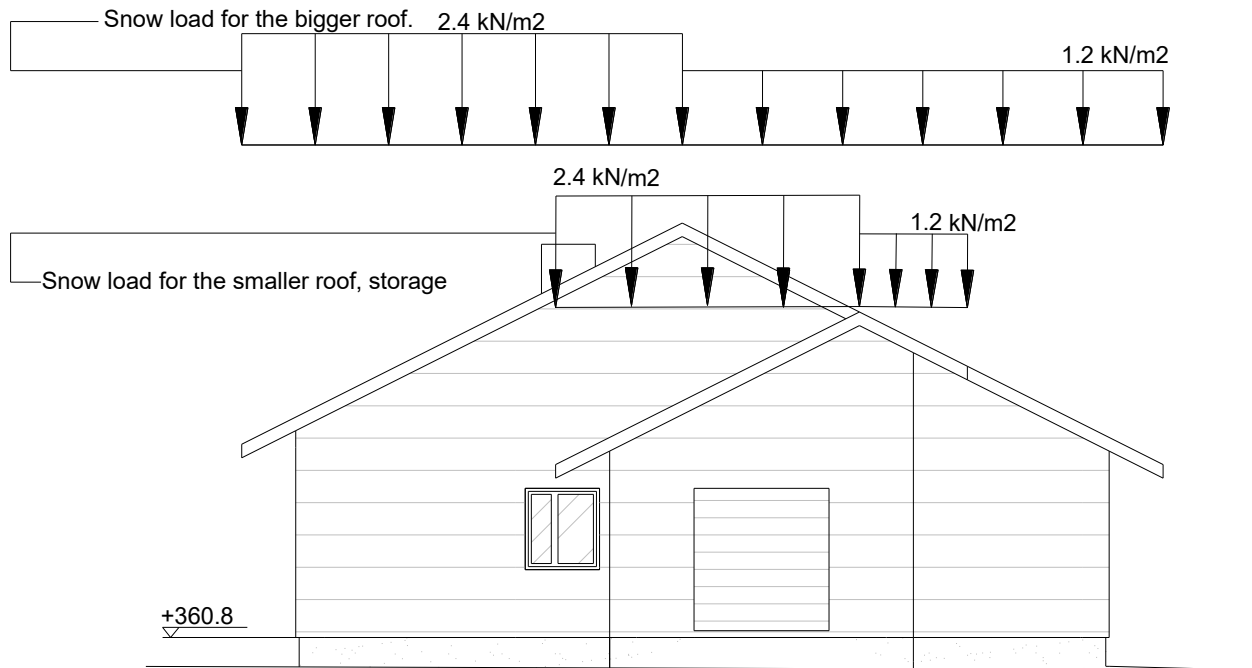 Snow load for the bigger roof.
2.4 kN/m2
1.2 kN/m2
2.4 kN/m2
1.2 kN/m2
Snow load for the smaller roof, storage
+360.8